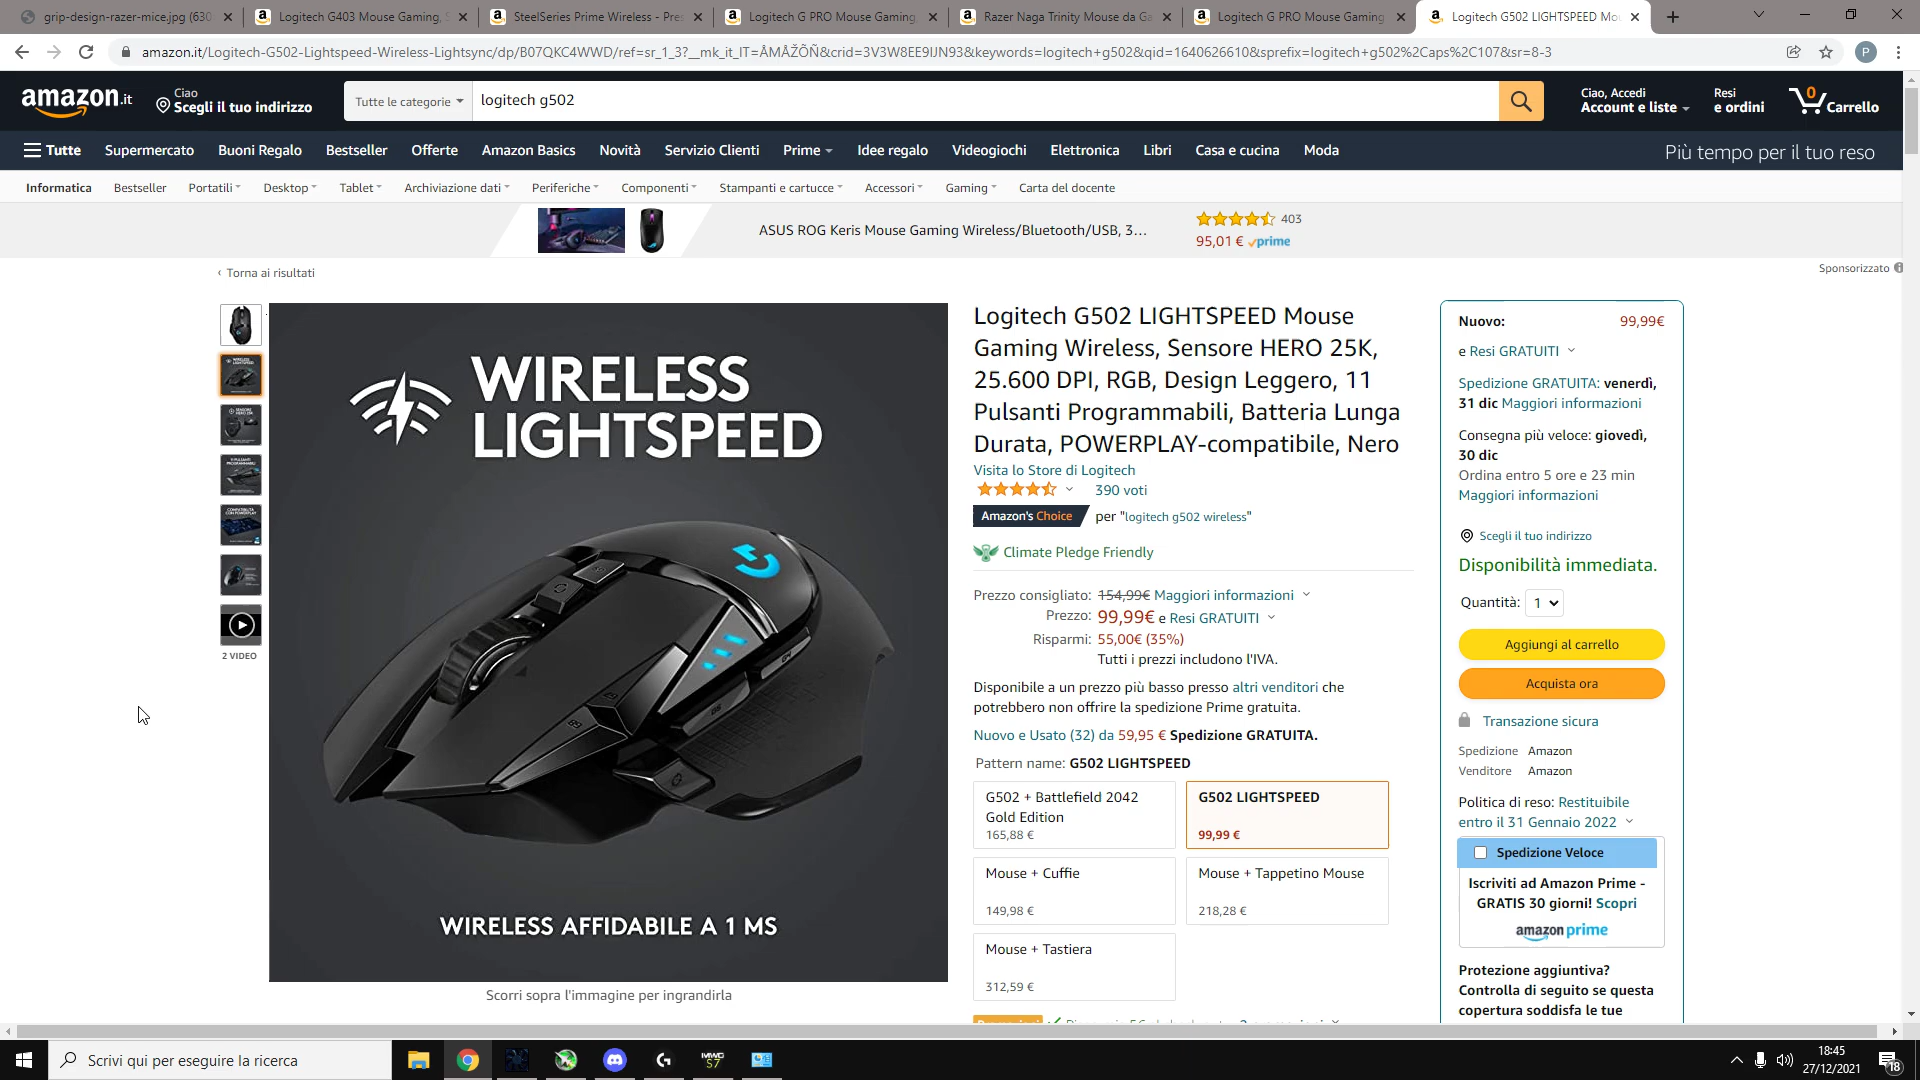 grip-design-razer-mice.jpg (630
Logitech G403 Mouse Gaming, S
SteelSeries Prime Wireless - Pres
Logitech G PRO Mouse Gaming,
Razer Naga Trinity Mouse da Ga
Logitech G PRO Mouse Gaming
Logitech G502 LIGHTSPEED Mou
amazon.it/Logitech-G502-Lightspeed-Wireless-Lightsync/dp/B07QKC4WWD/ref=sr_1_3?__mk_it_IT=ÅMÅŽÕÑ&crid=3V3W8EE9IJN93&keywords=logitech+g502&qid=1640626610&sprefix=logitech+g502%2Caps%2C107&sr=8-3
P
amazon.it
Ciao
Scegli il tuo indirizzo
Tutte le categorie
logitech g502
Ciao, Accedi
Account e liste
Resi
e ordini
0
Carrello
Tutte
Supermercato
Buoni Regalo
Bestseller
Offerte
Amazon Basics
Novità
Servizio Clienti
Prime
Idee regalo
Videogiochi
Elettronica
Libri
Casa e cucina
Moda
Più tempo per il tuo reso
Informatica
Bestseller
Portatili
Desktop
Tablet
Archiviazione dati
Periferiche
Componenti
Stampanti e cartucce
Accessori
Gaming
Carta del docente
ASUS ROG Keris Mouse Gaming Wireless/Bluetooth/USB, 3...
403
95,01 € prime
‹ Torna ai risultati
Sponsorizzato
2 VIDEO
WIRELESS
LIGHTSPEED
WIRELESS AFFIDABILE A 1 MS
Scorri sopra l'immagine per ingrandirla
Logitech G502 LIGHTSPEED Mouse
Gaming Wireless, Sensore HERO 25K,
25.600 DPI, RGB, Design Leggero, 11
Pulsanti Programmabili, Batteria Lunga
Durata, POWERPLAY-compatibile, Nero
Visita lo Store di Logitech
390 voti
Amazon's Choice per "logitech g502 wireless"
Climate Pledge Friendly
Prezzo consigliato: 154,99€ Maggiori informazioni
Prezzo: 99,99€ e Resi GRATUITI
Risparmi: 55,00€ (35%)
Tutti i prezzi includono l'IVA.
Disponibile a un prezzo più basso presso altri venditori che
potrebbero non offrire la spedizione Prime gratuita.
Nuovo e Usato (32) da 59,95 € Spedizione GRATUITA.
Pattern name: G502 LIGHTSPEED
G502 + Battlefield 2042
Gold Edition
165,88 €
G502 LIGHTSPEED
99,99 €
Mouse + Cuffie
149,98 €
Mouse + Tappetino Mouse
218,28 €
Mouse + Tastiera
312,59 €
Nuovo: 99,99€
e Resi GRATUITI
Spedizione GRATUITA: venerdì,
31 dic Maggiori informazioni
Consegna più veloce: giovedì,
30 dic
Ordina entro 5 ore e 23 min
Maggiori informazioni
Scegli il tuo indirizzo
Disponibilità immediata.
Quantità: 1
Aggiungi al carrello
Acquista ora
Transazione sicura
Spedizione Amazon
Venditore Amazon
Politica di reso: Restituibile
entro il 31 Gennaio 2022
Spedizione Veloce
Iscriviti ad Amazon Prime -
GRATIS 30 giorni! Scopri
amazon prime
Protezione aggiuntiva?
Controlla di seguito se questa
copertura soddisfa le tue
Scrivi qui per eseguire la ricerca
18:45
27/12/2021
18